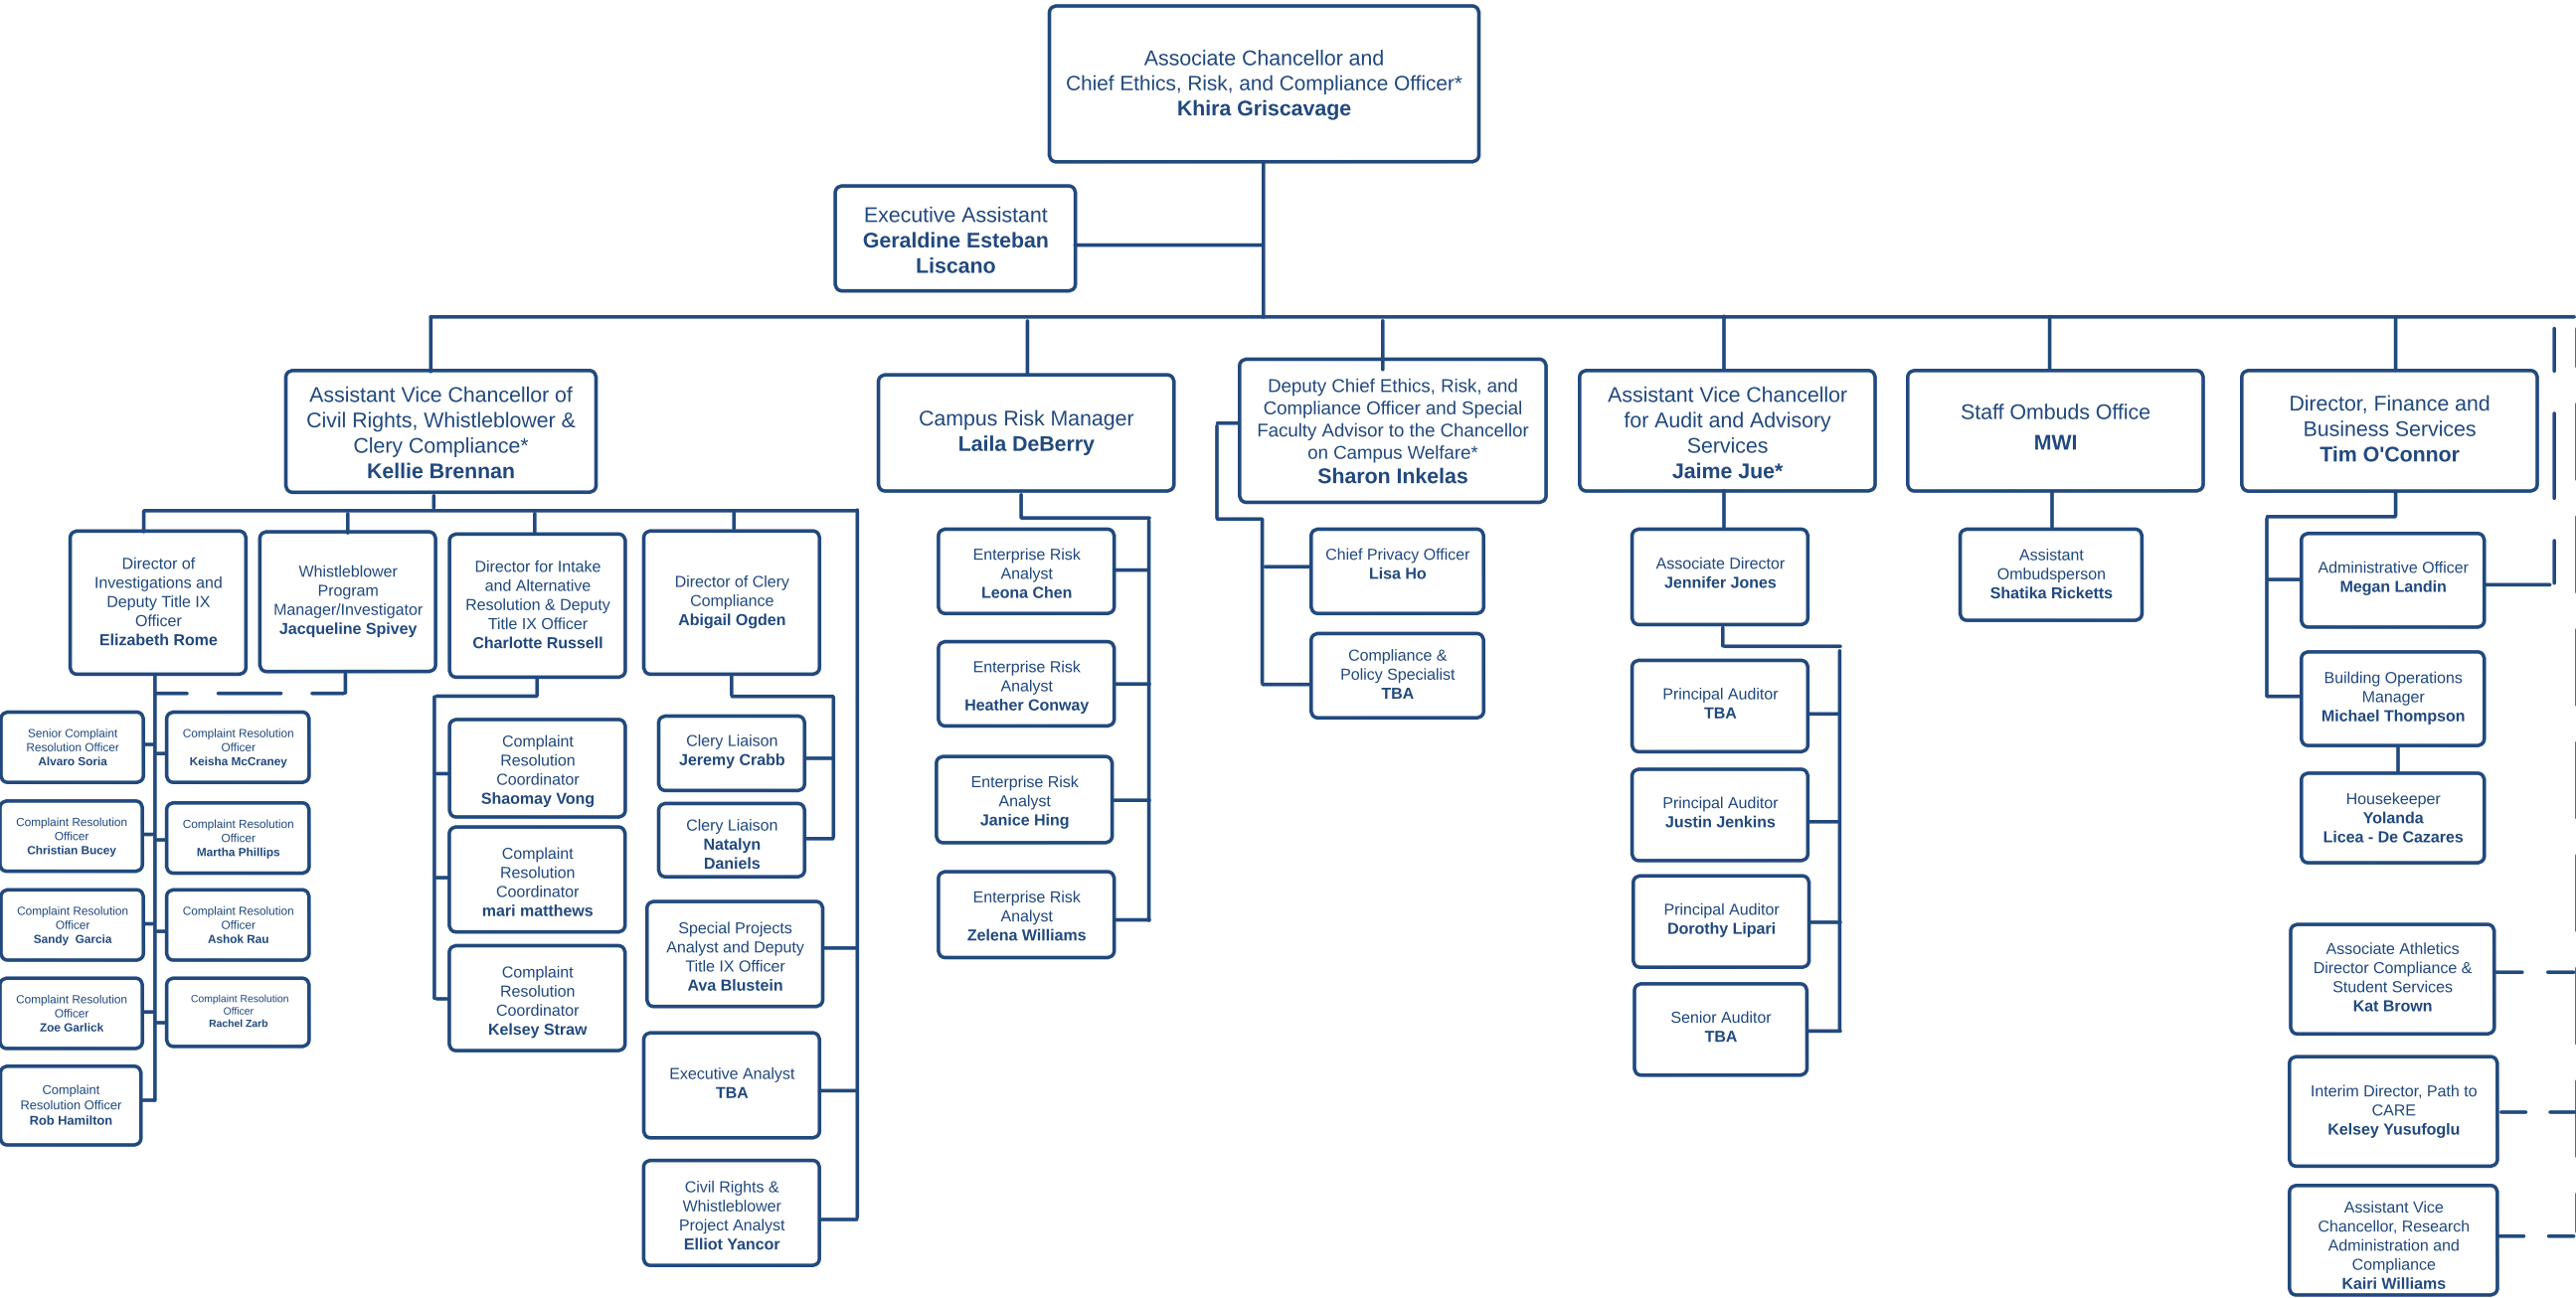 Associate Chancellor and
Chief Ethics, Risk, and Compliance Officer*
Khira Griscavage
Executive Assistant
Geraldine Esteban
Liscano
Assistant Vice Chancellor of
Civil Rights, Whistleblower &
Clery Compliance*
Kellie Brennan
Campus Risk Manager
Laila DeBerry
Deputy Chief Ethics, Risk, and
Compliance Officer and Special
Faculty Advisor to the Chancellor
on Campus Welfare*
Sharon Inkelas
Assistant Vice Chancellor
for Audit and Advisory
Services
Jaime Jue*
Staff Ombuds Office
MWI
Director, Finance and
Business Services
Tim O'Connor
Director of
Investigations and
Deputy Title IX
Officer
Elizabeth Rome
Whistleblower
Program
Manager/Investigator
Jacqueline Spivey
Director for Intake
and Alternative
Resolution & Deputy
Title IX Officer
Charlotte Russell
Director of Clery
Compliance
Abigail Ogden
Senior Complaint
Resolution Officer
Alvaro Soria
Complaint Resolution
Officer
Keisha McCraney
Complaint Resolution
Officer
Christian Bucey
Complaint Resolution
Officer
Martha Phillips
Complaint Resolution
Officer
Sandy  Garcia
Complaint Resolution
Officer
Ashok Rau
Complaint Resolution
Officer
Zoe Garlick
Complaint Resolution
Officer
Rachel Zarb
Complaint
Resolution Officer
Rob Hamilton
Complaint
Resolution
Coordinator
Shaomay Vong
Complaint
Resolution
Coordinator
mari matthews
Complaint
Resolution
Coordinator
Kelsey Straw
Clery Liaison
Jeremy Crabb
Clery Liaison
Natalyn
Daniels
Special Projects
Analyst and Deputy
Title IX Officer
Ava Blustein
Executive Analyst
TBA
Civil Rights &
Whistleblower
Project Analyst
Elliot Yancor
Enterprise Risk
Analyst
Leona Chen
Enterprise Risk
Analyst
Heather Conway
Enterprise Risk
Analyst
Janice Hing
Enterprise Risk
Analyst
Zelena Williams
Chief Privacy Officer
Lisa Ho
Compliance &
Policy Specialist
TBA
Associate Director
Jennifer Jones
Principal Auditor
TBA
Principal Auditor
Justin Jenkins
Principal Auditor
Dorothy Lipari
Senior Auditor
TBA
Assistant
Ombudsperson
Shatika Ricketts
Administrative Officer
Megan Landin
Building Operations
Manager
Michael Thompson
Housekeeper
Yolanda
Licea - De Cazares
Associate Athletics
Director Compliance &
Student Services
Kat Brown
Interim Director, Path to
CARE
Kelsey Yusufoglu
Assistant Vice
Chancellor, Research
Administration and
Compliance
Kairi Williams